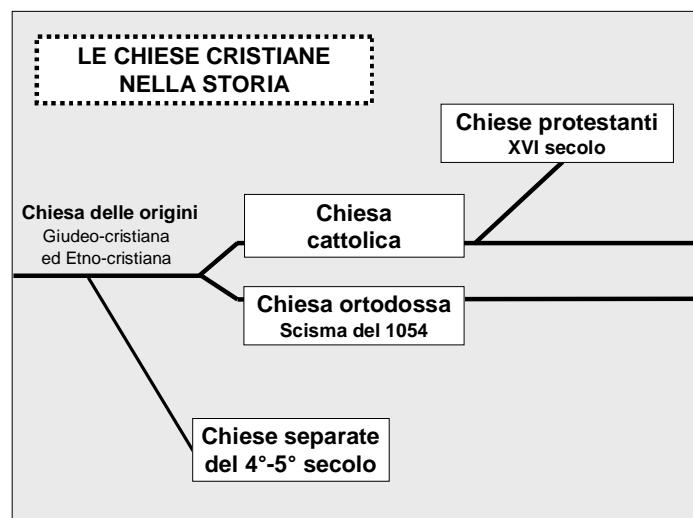 LE CHIESE CRISTIANE
NELLA STORIA
Chiese protestanti
XVI secolo
Chiesa delle origini
Giudeo-cristiana
ed Etno-cristiana
Chiesa
cattolica
Chiesa ortodossa
Scisma del 1054
Chiese separate
del 4°-5° secolo